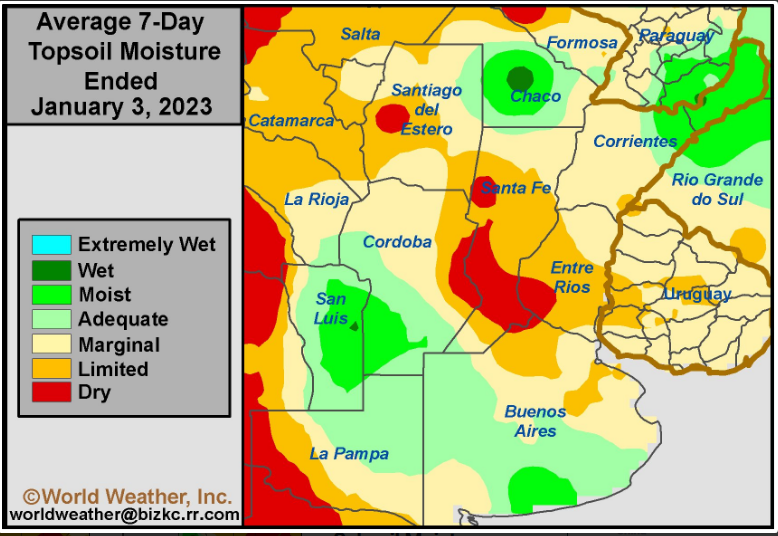 Average 7-Day
Topsoil Moisture
Ended
January 3, 2023
Salta
Formosa
Paraguay
Santiago
del
Estero
Chaco
Catamarca
Corrientes
Rio Grande
do Sul
La Rioja
Santa Fe
Cordoba
Entre
Rios
San
Luis
Uruguay
Buenos
Aires
La Pampa
Extremely Wet
Wet
Moist
Adequate
Marginal
Limited
Dry
©World Weather, Inc.
worldweather@bizkc.rr.com